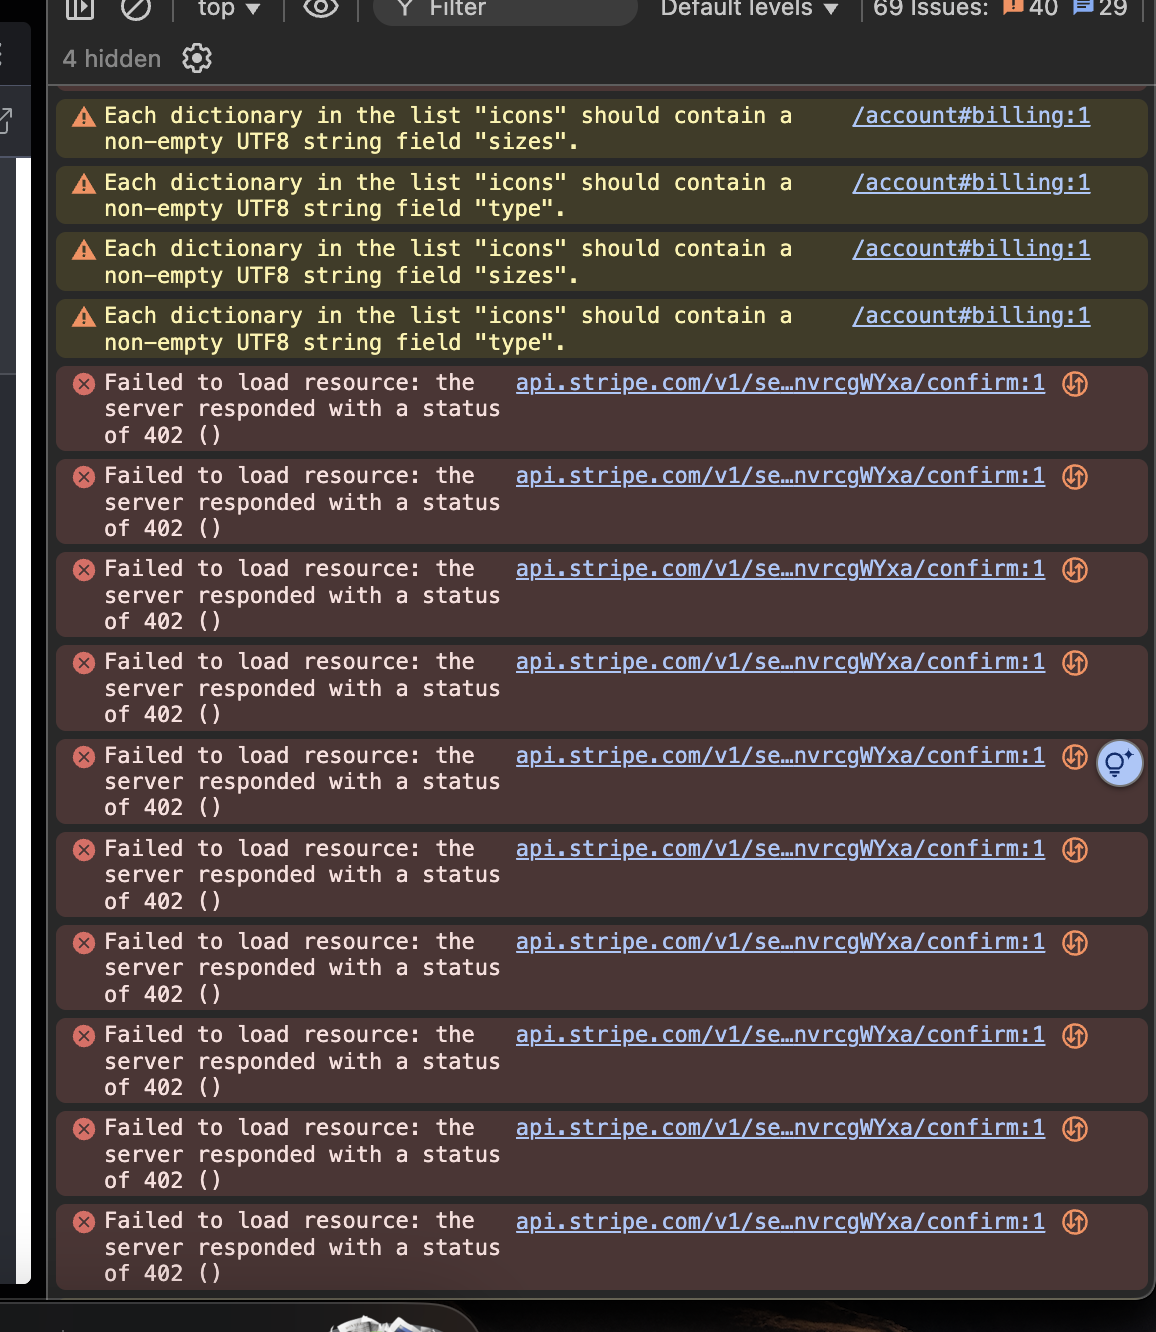 top
Filter
Default levels
69 Issues:
40
29
4 hidden
Each dictionary in the list "icons" should contain a /account#billing:1
non-empty UTF8 string field "sizes".
Each dictionary in the list "icons" should contain a /account#billing:1
non-empty UTF8 string field "type".
Each dictionary in the list "icons" should contain a /account#billing:1
non-empty UTF8 string field "sizes".
Each dictionary in the list "icons" should contain a /account#billing:1
non-empty UTF8 string field "type".
Failed to load resource: the api.stripe.com/v1/se…nvrcgWYxa/confirm:1
server responded with a status
of 402 ()
Failed to load resource: the api.stripe.com/v1/se…nvrcgWYxa/confirm:1
server responded with a status
of 402 ()
Failed to load resource: the api.stripe.com/v1/se…nvrcgWYxa/confirm:1
server responded with a status
of 402 ()
Failed to load resource: the api.stripe.com/v1/se…nvrcgWYxa/confirm:1
server responded with a status
of 402 ()
Failed to load resource: the api.stripe.com/v1/se…nvrcgWYxa/confirm:1
server responded with a status
of 402 ()
Failed to load resource: the api.stripe.com/v1/se…nvrcgWYxa/confirm:1
server responded with a status
of 402 ()
Failed to load resource: the api.stripe.com/v1/se…nvrcgWYxa/confirm:1
server responded with a status
of 402 ()
Failed to load resource: the api.stripe.com/v1/se…nvrcgWYxa/confirm:1
server responded with a status
of 402 ()
Failed to load resource: the api.stripe.com/v1/se…nvrcgWYxa/confirm:1
server responded with a status
of 402 ()
Failed to load resource: the api.stripe.com/v1/se…nvrcgWYxa/confirm:1
server responded with a status
of 402 ()